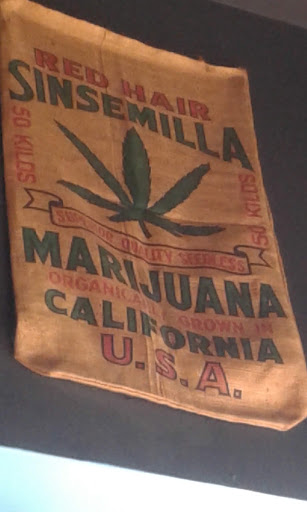 RED HAIR
SINSEMILLA
50 KILOS
50 KILOS
SUPERIOR QUALITY SEEDLESS
MARIJUANA
ORGANICALLY GROWN IN
CALIFORNIA
U.S.A.